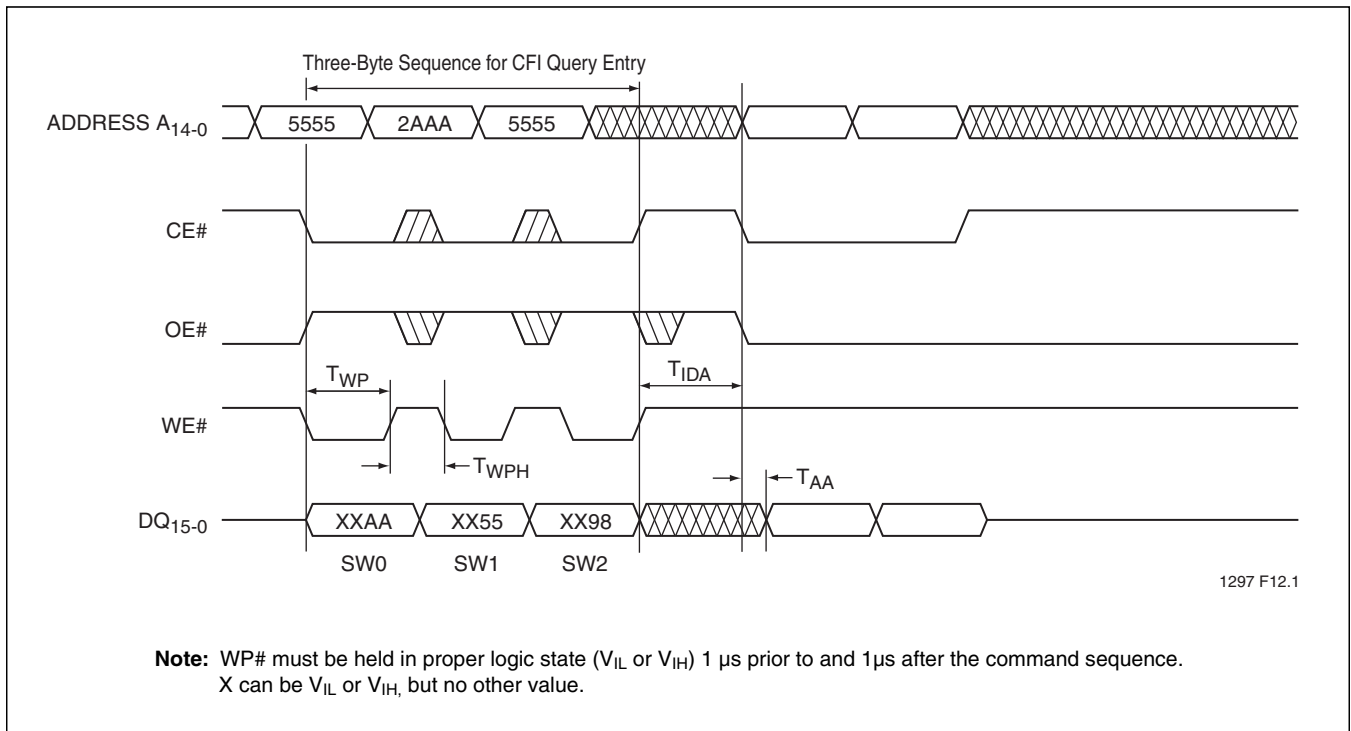 Three-Byte Sequence for CFI Query Entry
ADDRESS A14-0
5555 2AAA 5555
CE#
OE#
TWP
TIDA
WE#
TWPH
TAA
DQ15-0
XXAA XX55 XX98
SW0 SW1 SW2
1297 F12.1
Note: WP# must be held in proper logic state (VIL or VIH) 1 µs prior to and 1µs after the command sequence.
X can be VIL or VIH, but no other value.